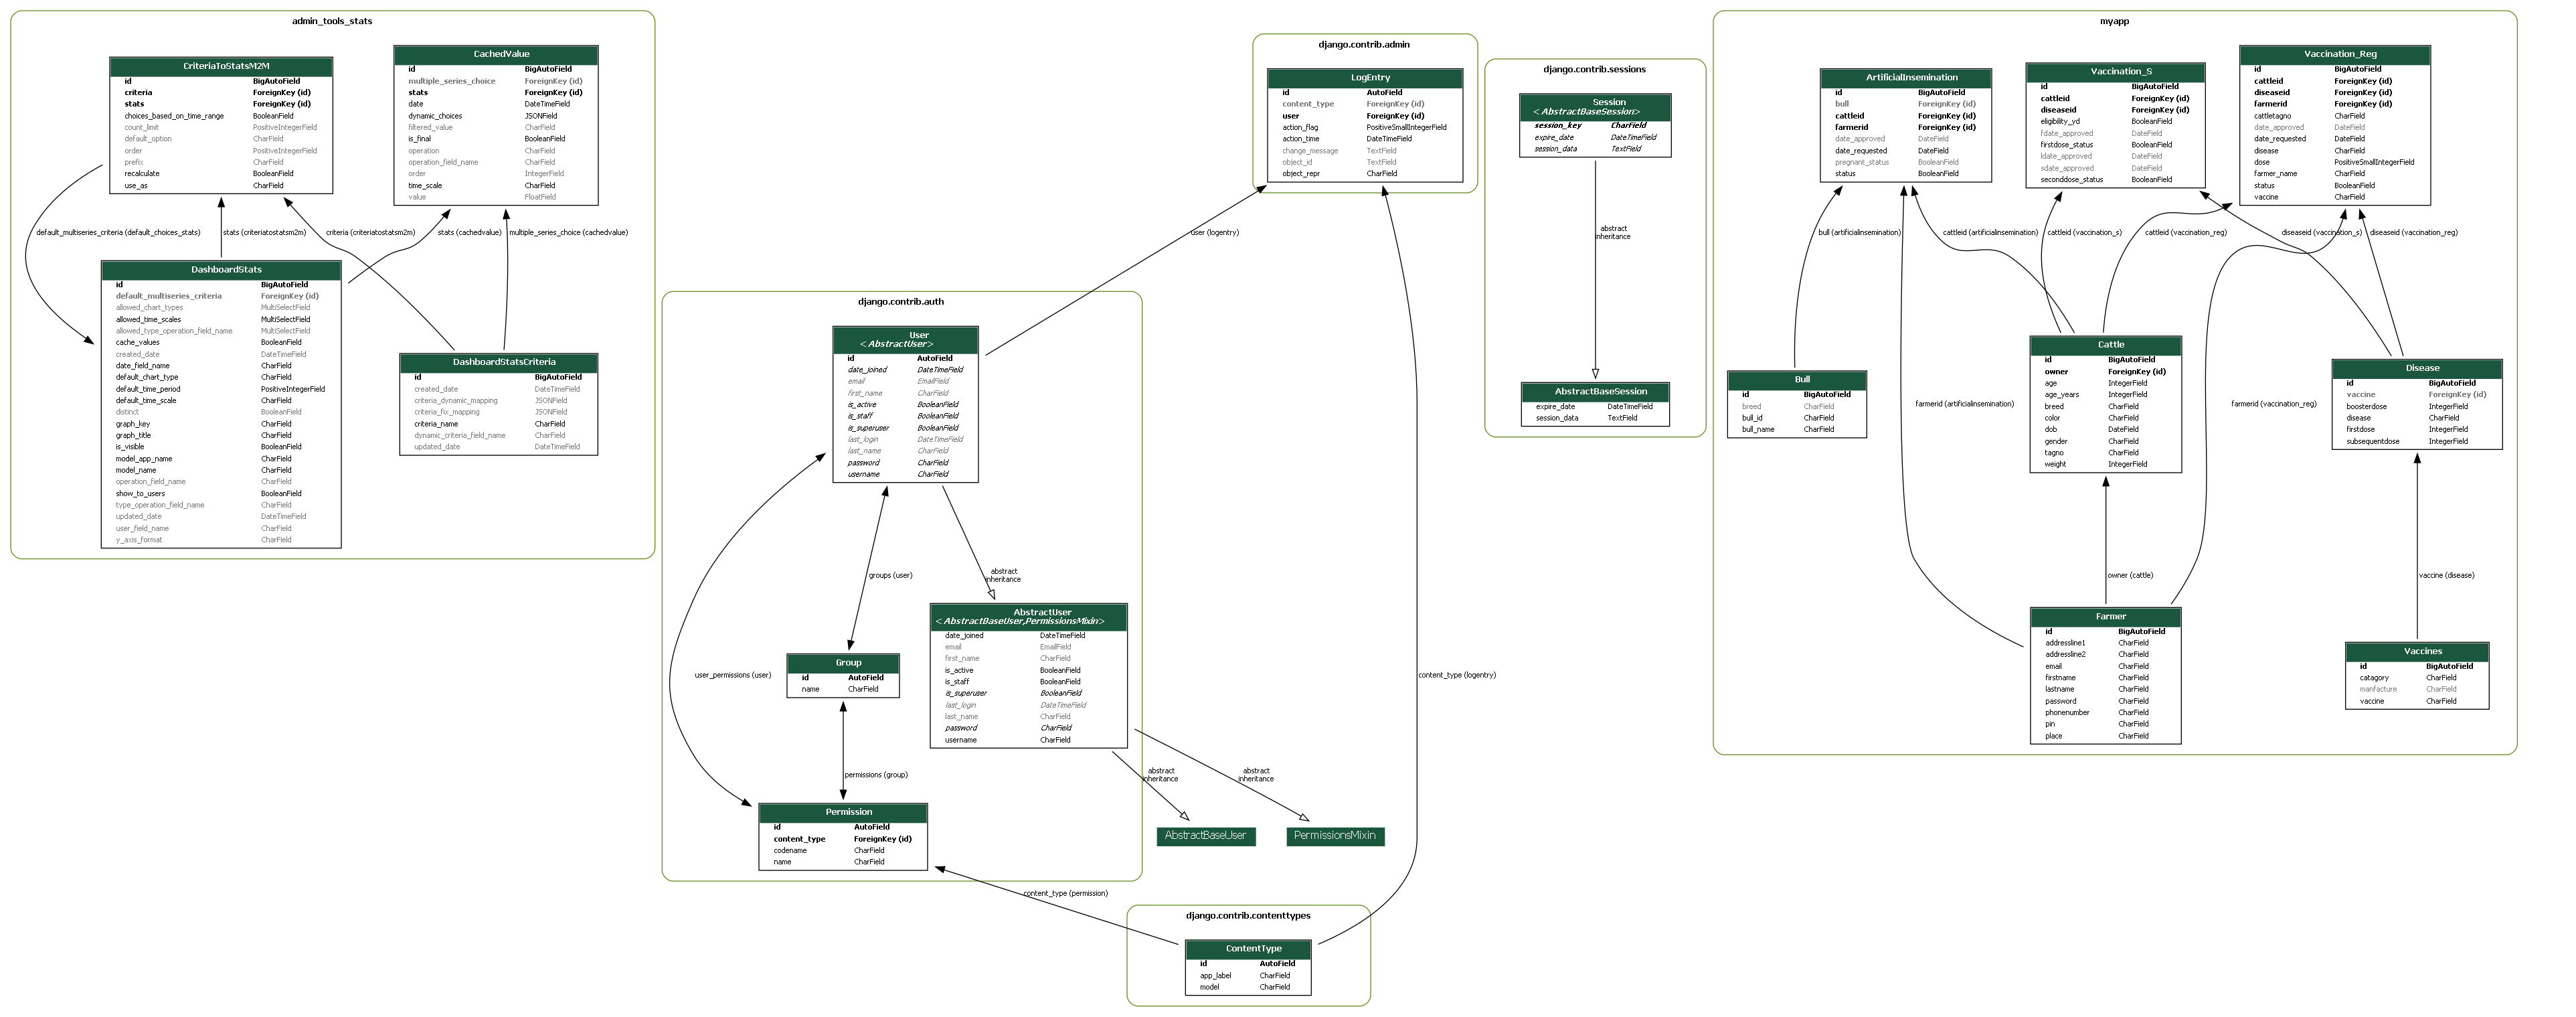 admin_tools_stats
CriteriaToStatsM2M
id BigAutoField
criteria ForeignKey (id)
stats ForeignKey (id)
choices_based_on_time_range BooleanField
count_limit PositiveIntegerField
default_option CharField
order PositiveIntegerField
prefix CharField
recalculate BooleanField
use_as CharField
CachedValue
id BigAutoField
multiple_series_choice ForeignKey (id)
stats ForeignKey (id)
date DateTimeField
dynamic_choices JSONField
filtered_value CharField
is_final BooleanField
operation CharField
operation_field_name CharField
order IntegerField
time_scale CharField
value FloatField
default_multiseries_criteria (default_choices_stats)
stats (criteriatostatsm2m)
criteria (criteriatostatsm2m)
stats (cachedvalue)
multiple_series_choice (cachedvalue)
DashboardStats
id BigAutoField
default_multiseries_criteria ForeignKey (id)
allowed_chart_types MultiSelectField
allowed_time_scales MultiSelectField
allowed_type_operation_field_name MultiSelectField
cache_values BooleanField
created_date DateTimeField
date_field_name CharField
default_chart_type CharField
default_time_period PositiveIntegerField
default_time_scale CharField
distinct BooleanField
graph_key CharField
graph_title CharField
is_visible BooleanField
model_app_name CharField
model_name CharField
operation_field_name CharField
show_to_users BooleanField
type_operation_field_name CharField
updated_date DateTimeField
user_field_name CharField
y_axis_format CharField
DashboardStatsCriteria
id BigAutoField
created_date DateTimeField
criteria_dynamic_mapping JSONField
criteria_fix_mapping JSONField
criteria_name CharField
dynamic_criteria_field_name CharField
updated_date DateTimeField
django.contrib.auth
User
<AbstractUser>
id AutoField
date_joined DateTimeField
email EmailField
first_name CharField
is_active BooleanField
is_staff BooleanField
is_superuser BooleanField
last_login DateTimeField
last_name CharField
password CharField
username CharField
groups (user)
abstract
inheritance
user_permissions (user)
Group
id AutoField
name CharField
AbstractUser
<AbstractBaseUser,PermissionsMixin>
date_joined DateTimeField
email EmailField
first_name CharField
is_active BooleanField
is_staff BooleanField
is_superuser BooleanField
last_login DateTimeField
last_name CharField
password CharField
username CharField
permissions (group)
abstract
inheritance
abstract
inheritance
Permission
id AutoField
content_type ForeignKey (id)
codename CharField
name CharField
AbstractBaseUser
PermissionsMixin
content_type (permission)
django.contrib.contenttypes
ContentType
id AutoField
app_label CharField
model CharField
django.contrib.admin
LogEntry
id AutoField
content_type ForeignKey (id)
user ForeignKey (id)
action_flag PositiveSmallIntegerField
action_time DateTimeField
change_message TextField
object_id TextField
object_repr CharField
user (logentry)
content_type (logentry)
django.contrib.sessions
Session
<AbstractBaseSession>
session_key CharField
expire_date DateTimeField
session_data TextField
abstract
inheritance
AbstractBaseSession
expire_date DateTimeField
session_data TextField
myapp
ArtificialInsemination
id BigAutoField
bull ForeignKey (id)
cattleid ForeignKey (id)
farmerid ForeignKey (id)
date_approved DateField
date_requested DateField
pregnant_status BooleanField
status BooleanField
Vaccination_S
id BigAutoField
cattleid ForeignKey (id)
diseaseid ForeignKey (id)
eligibility_yd BooleanField
fdate_approved DateField
firstdose_status BooleanField
ldate_approved DateField
sdate_approved DateField
seconddose_status BooleanField
Vaccination_Reg
id BigAutoField
cattleid ForeignKey (id)
diseaseid ForeignKey (id)
farmerid ForeignKey (id)
cattletagno CharField
date_approved DateField
date_requested DateField
disease CharField
dose PositiveSmallIntegerField
farmer_name CharField
status BooleanField
vaccine CharField
bull (artificialinsemination)
cattleid (artificialinsemination)
cattleid (vaccination_s)
cattleid (vaccination_reg)
diseaseid (vaccination_s)
diseaseid (vaccination_reg)
Bull
id BigAutoField
breed CharField
bull_id CharField
bull_name CharField
farmerid (artificialinsemination)
Cattle
id BigAutoField
owner ForeignKey (id)
age IntegerField
age_years IntegerField
breed CharField
color CharField
dob DateField
gender CharField
tagno CharField
weight IntegerField
farmerid (vaccination_reg)
Disease
id BigAutoField
vaccine ForeignKey (id)
boosterdose IntegerField
disease CharField
firstdose IntegerField
subsequentdose IntegerField
owner (cattle)
vaccine (disease)
Farmer
id BigAutoField
addressline1 CharField
addressline2 CharField
email CharField
firstname CharField
lastname CharField
password CharField
phonenumber CharField
pin CharField
place CharField
Vaccines
id BigAutoField
catagory CharField
manfacture CharField
vaccine CharField